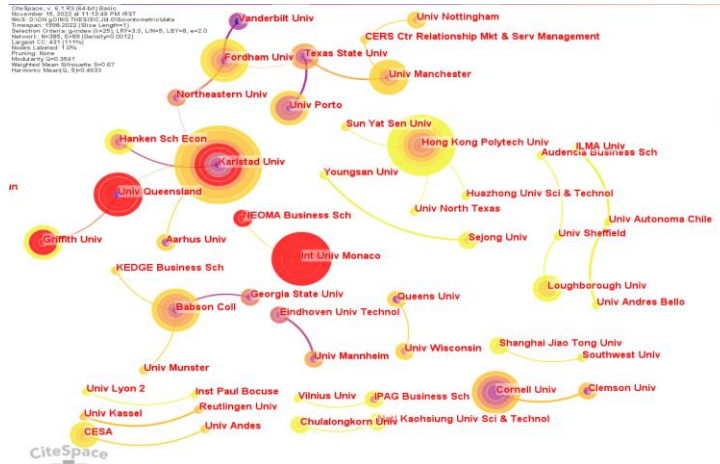 CiteSpace, v. 6.1.R3 (64-bit) Basic
November 15, 2022 at 11:13:49 PM IRST
Timespan: 1998-2022 (Slice Length=1)
Selection Criteria: g-index (k=25), LRF=3.0, L/N=5, LBY=8, e=2.0
Largest CC: 431 (111%)
Nodes Labeled: 1.0%
Pruning: None
Modularity Q=0.3561
Weighted Mean Silhouette S=0.67
Harmonic Mean(Q, S)=0.4633
Vanderbilt Univ
Univ Nottingham
CERS Ctr Relationship Mkt & Serv Management
Fordham Univ
Texas State Univ
Univ Manchester
Northeastern Univ
Univ Porto
Sun Yat Sen Univ
Hanken Sch Econ
Hong Kong Polytech Univ
ILMA Univ
Audencia Business Sch
Karlstad Univ
Youngsan Univ
un
Univ Queensland
Huazhong Univ Sci & Technol
Univ North Texas
NEOMA Business Sch
Univ Autonoma Chile
Univ Sheffield
Griffith Univ
Aarhus Univ
Sejong Univ
Int Univ Monaco
KEDGE Business Sch
Loughborough Univ
Georgia State Univ
Queens Univ
Univ Andres Bello
Babson Coll
Eindhoven Univ Technol
Shanghai Jiao Tong Univ
Univ Mannheim
Univ Wisconsin
Southwest Univ
Univ Munster
Univ Lyon 2
Inst Paul Bocuse
Vilnius Univ
IPAG Business Sch
Cornell Univ
Clemson Univ
Univ Kassel
Reutlingen Univ
Chulalongkorn Univ
Kaohsiung Univ Sci & Technol
CESA
Univ Andes
CiteSpace